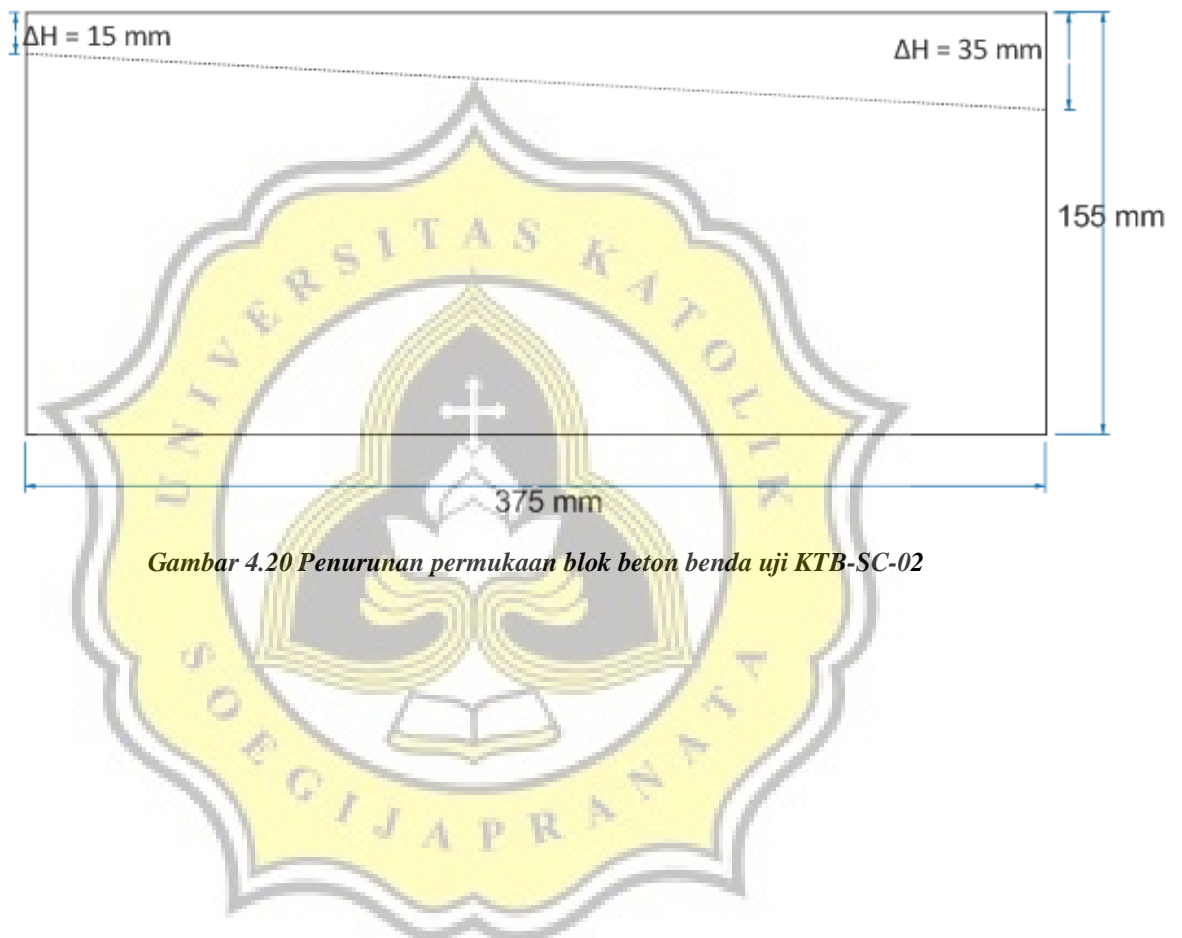 ΔH = 15 mm
ΔH = 35 mm
155 mm
375 mm
Gambar 4.20 Penurunan permukaan blok beton benda uji KTB-SC-02
UNIVERSITAS KATOLIK
SOEGIJAPRANATA